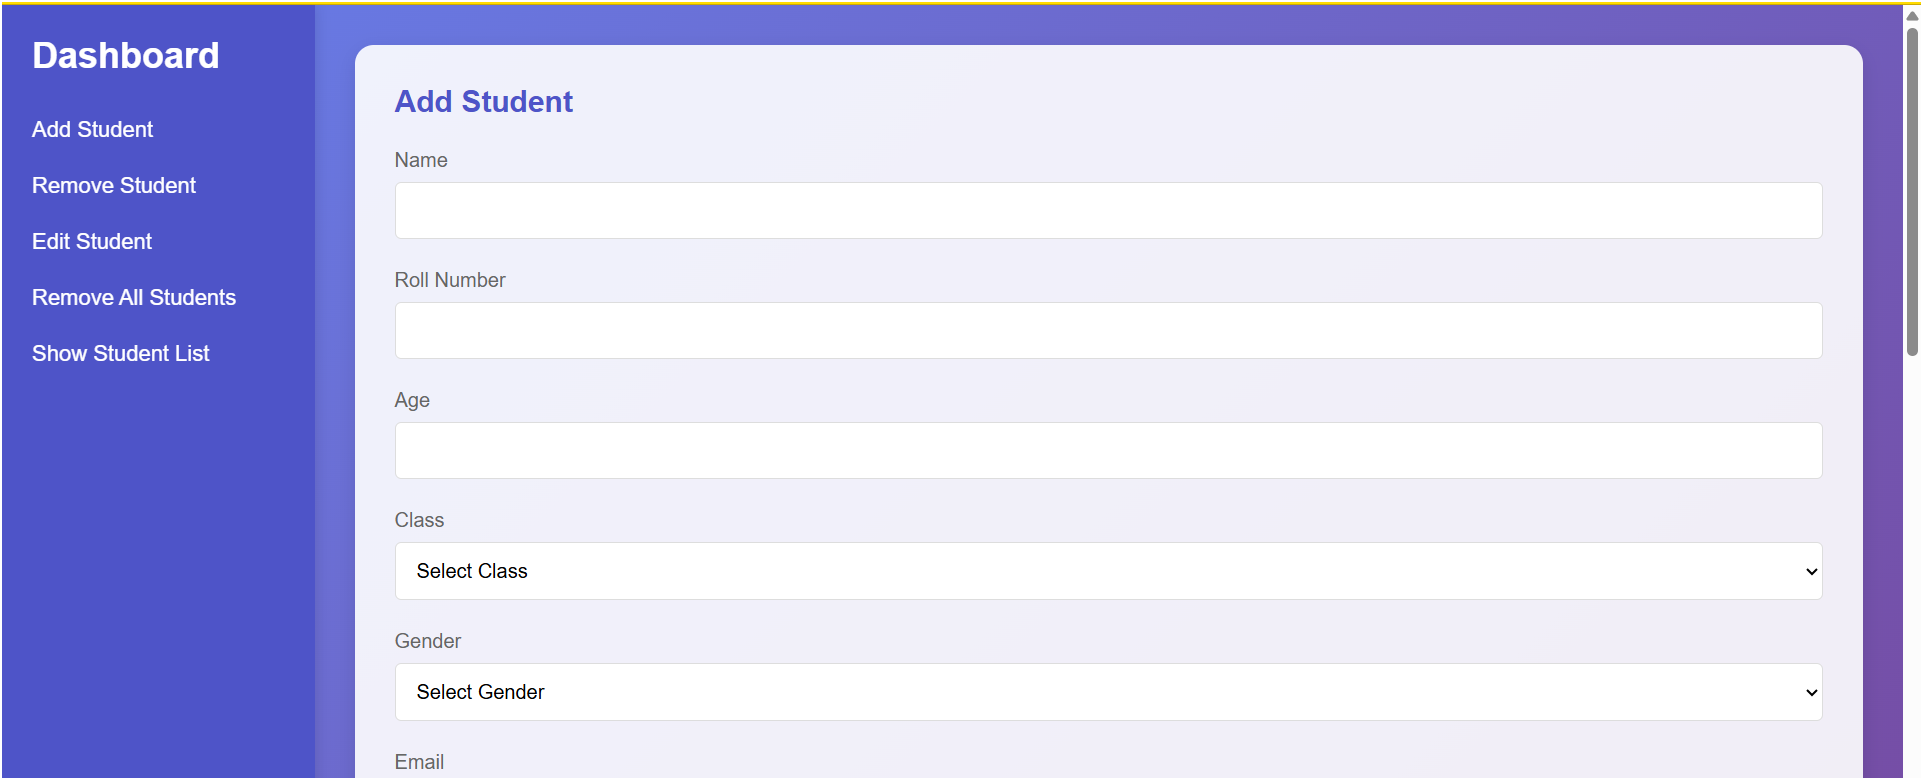 Dashboard
Add Student
Remove Student
Edit Student
Remove All Students
Show Student List
Add Student
Name
Roll Number
Age
Class
Select Class
Gender
Select Gender
Email